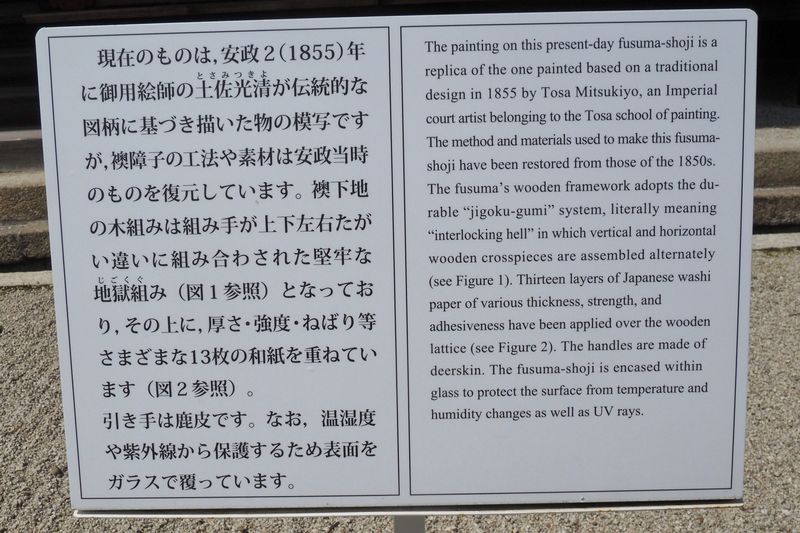 現在のものは,安政2(1855)年
とさみつきよ
に御用絵師の土佐光清が伝統的な
図柄に基づき描いた物の模写です
が,襖障子の工法や素材は安政当時
のものを復元しています。襖下地
の木組みは組み手が上下左右たが
い違いに組み合わされた堅牢な
じごくぐ
地獄組み（図1参照）となってお
り,その上に,厚さ・強度・ねばり等
さまざまな13枚の和紙を重ねてい
ます（図2参照）。
引き手は鹿皮です。なお，温湿度
や紫外線から保護するため表面を
ガラスで覆っています。
The painting on this present-day fusuma-shoji is a
replica of the one painted based on a traditional
design in 1855 by Tosa Mitsukiyo, an Imperial
court artist belonging to the Tosa school of painting.
The method and materials used to make this fusuma-
shoji have been restored from those of the 1850s.
The fusuma's wooden framework adopts the du-
rable “jigoku-gumi” system, literally meaning
“interlocking hell” in which vertical and horizontal
wooden crosspieces are assembled alternately
(see Figure 1). Thirteen layers of Japanese washi
paper of various thickness, strength, and
adhesiveness have been applied over the wooden
lattice (see Figure 2). The handles are made of
deerskin. The fusuma-shoji is encased within
glass to protect the surface from temperature and
humidity changes as well as UV rays.